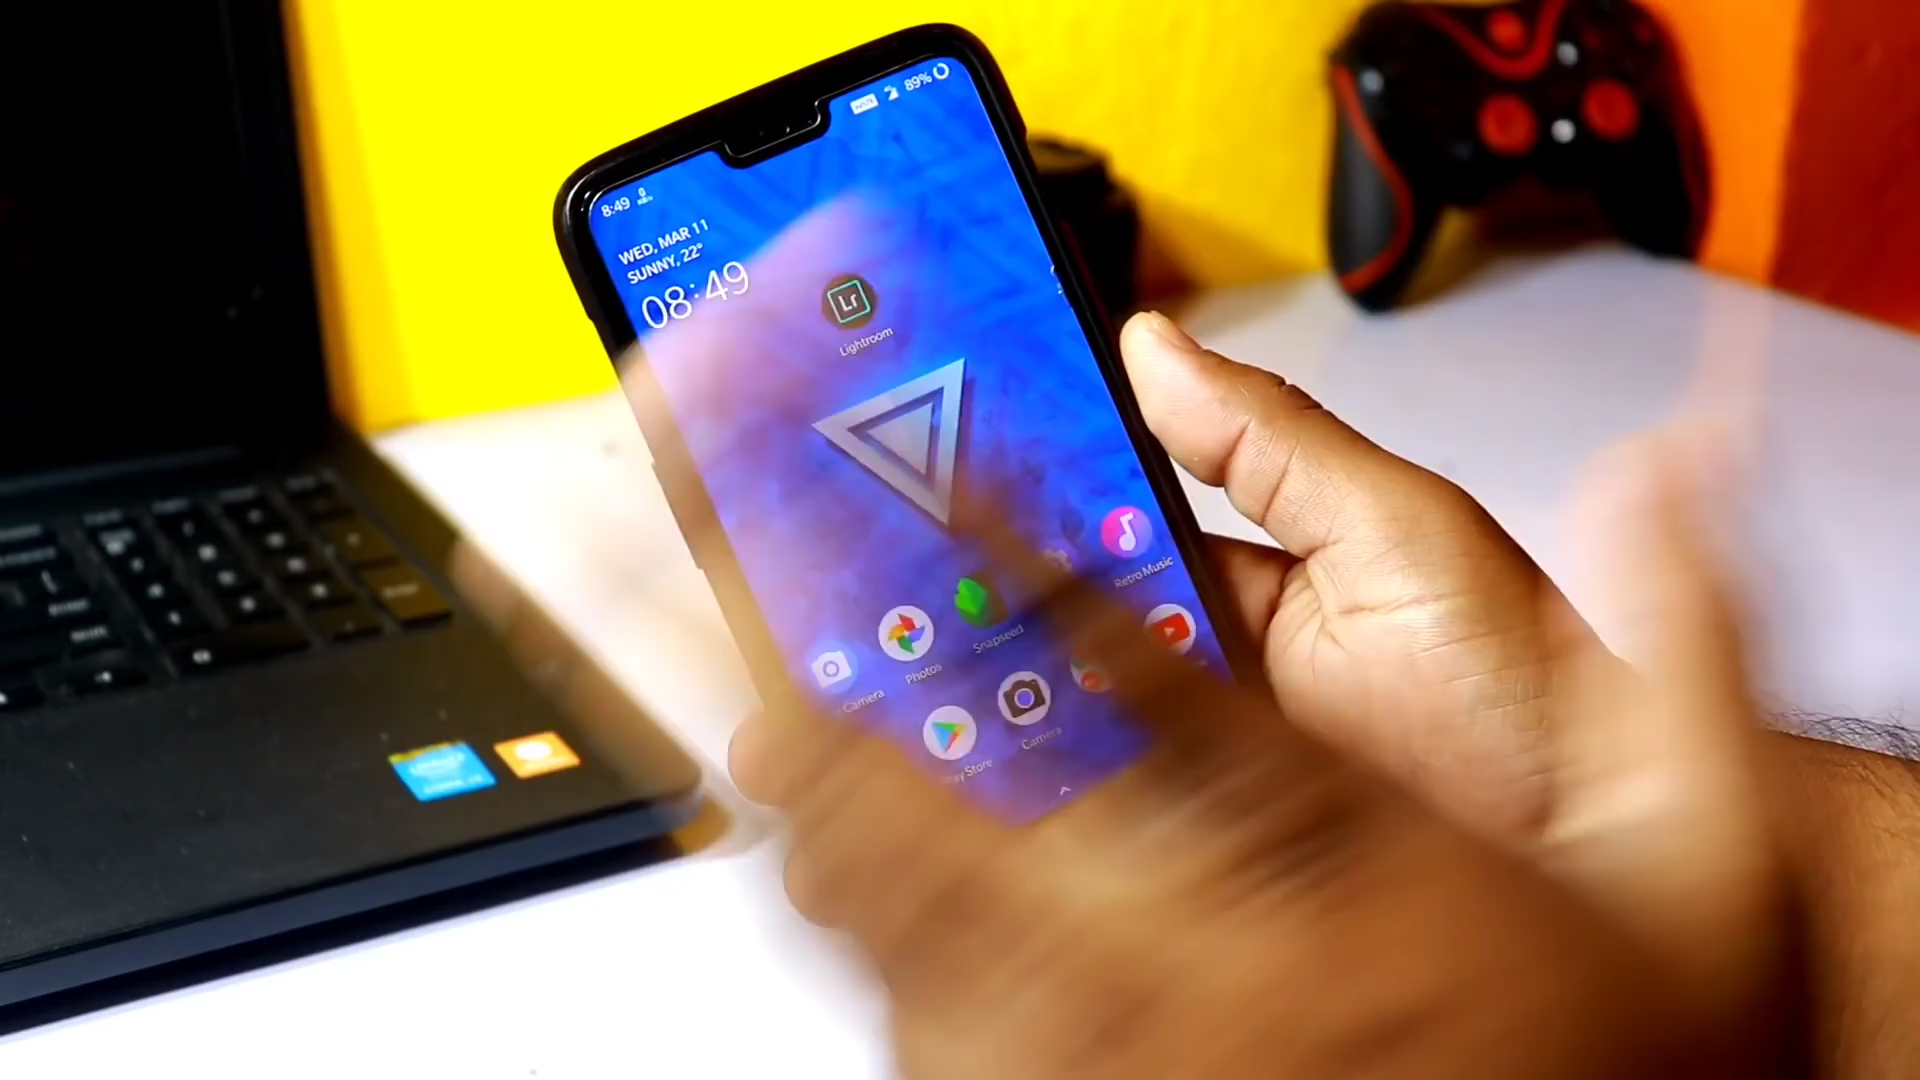 89%
8:49
0
WED, MAR 11
SUNNY, 22°
08:49
Lr
Lightroom
Retro Music
Snapseed
Photos
Camera
Camera
Store